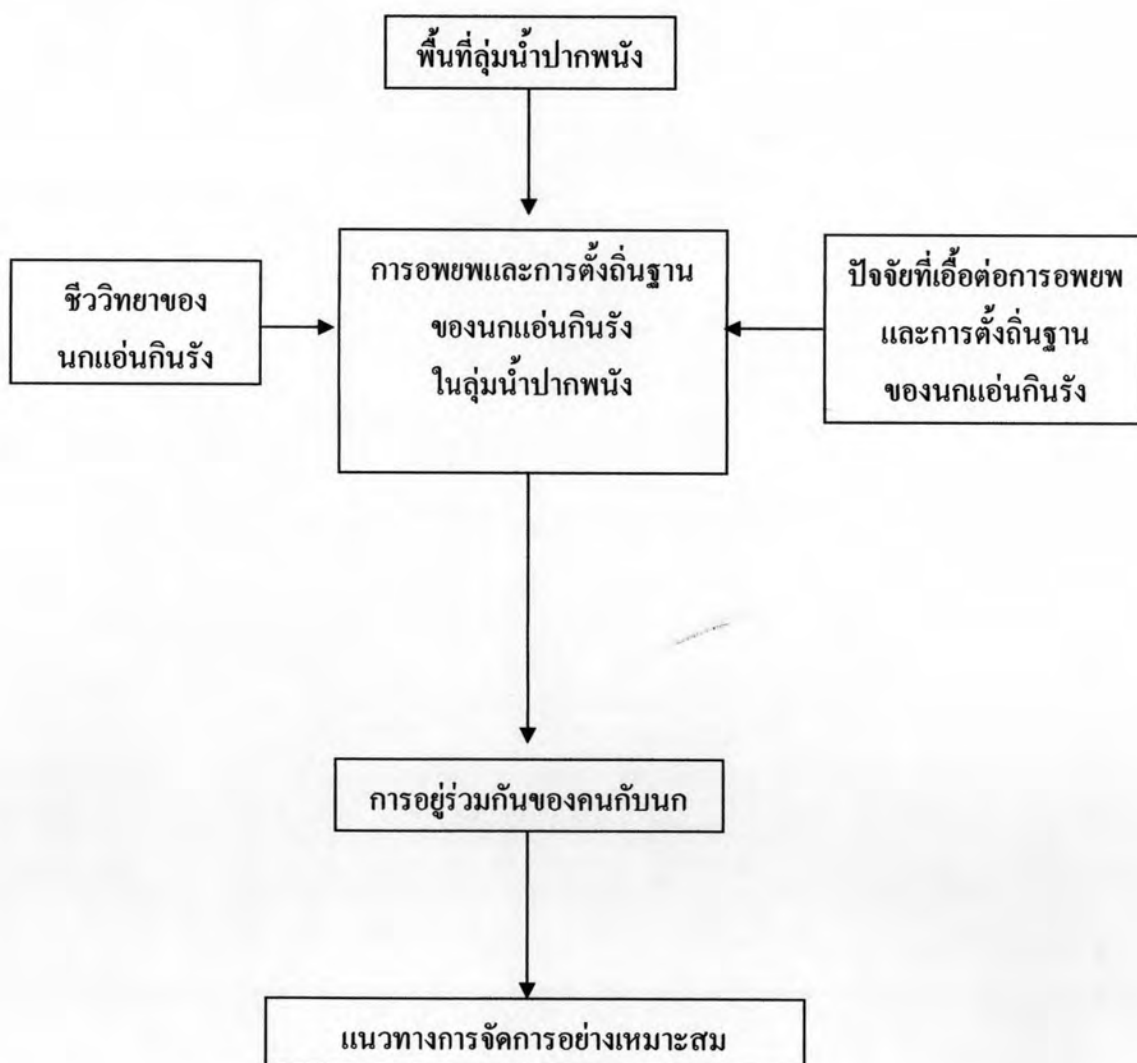 พื้นที่ลุ่มน้ำปากพนัง
ชีววิทยาของ
นกแอ่นกินรัง
การอพยพและการตั้งถิ่นฐาน
ของนกแอ่นกินรัง
ในลุ่มน้ำปากพนัง
ปัจจัยที่เอื้อต่อการอพยพ
และการตั้งถิ่นฐาน
ของนกแอ่นกินรัง
การอยู่ร่วมกันของคนกับนก
แนวทางการจัดการอย่างเหมาะสม